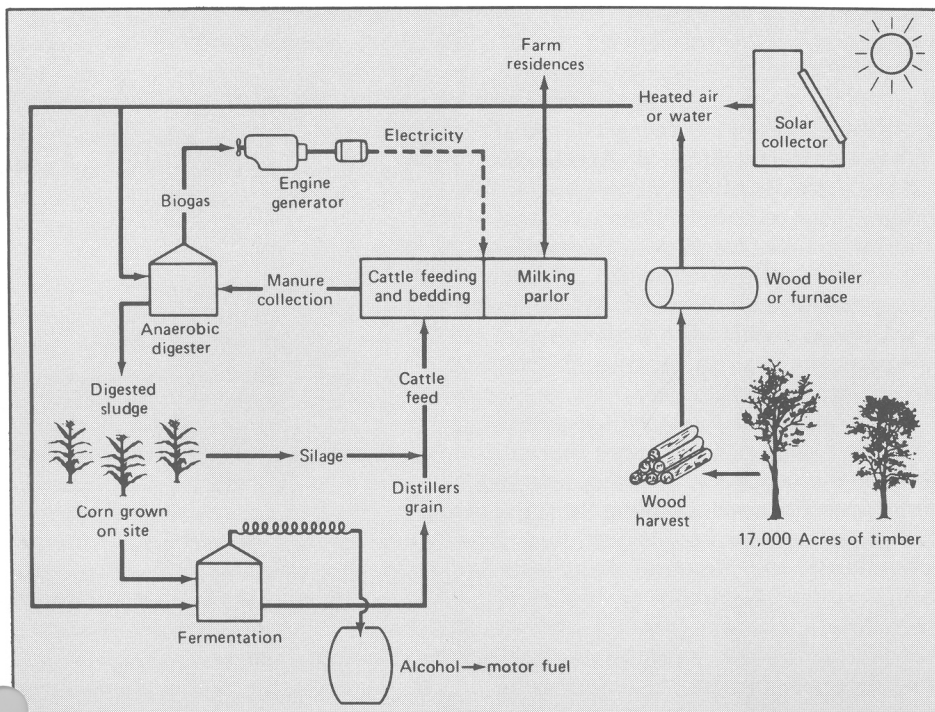 Farm
residences
Heated air
or water
Solar
collector
Electricity
Engine
generator
Biogas
Manure
collection
Cattle feeding
and bedding
Milking
parlor
Wood boiler
or furnace
Anaerobic
digester
Digested
sludge
Cattle
feed
Silage
Distillers
grain
Corn grown
on site
Wood
harvest
17,000 Acres of timber
Fermentation
Alcohol
motor fuel